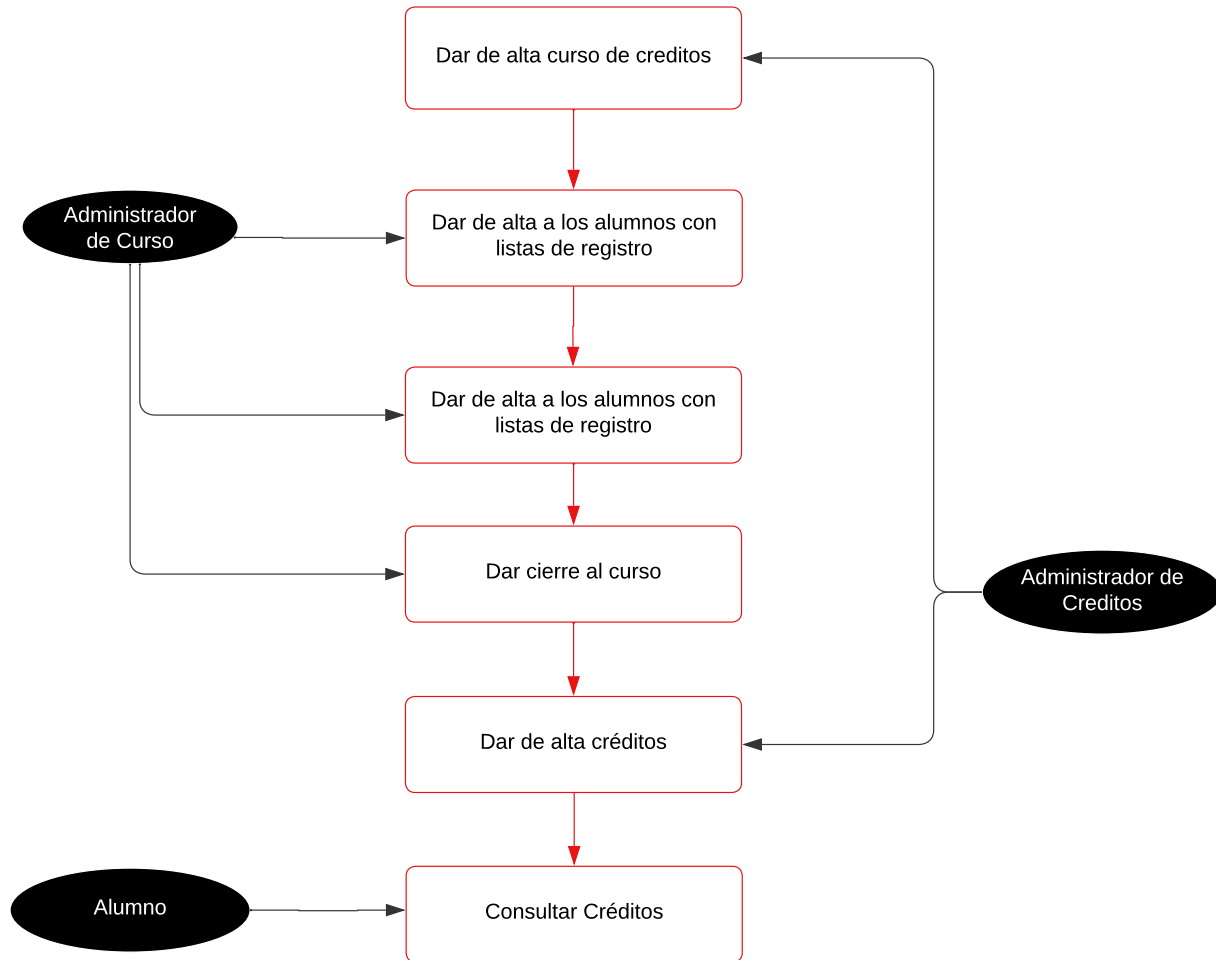 Dar de alta curso de creditos
Administrador
de Curso
Dar de alta a los alumnos con
listas de registro
Dar de alta a los alumnos con
listas de registro
Dar cierre al curso
Administrador de
Creditos
Dar de alta créditos
Alumno
Consultar Créditos